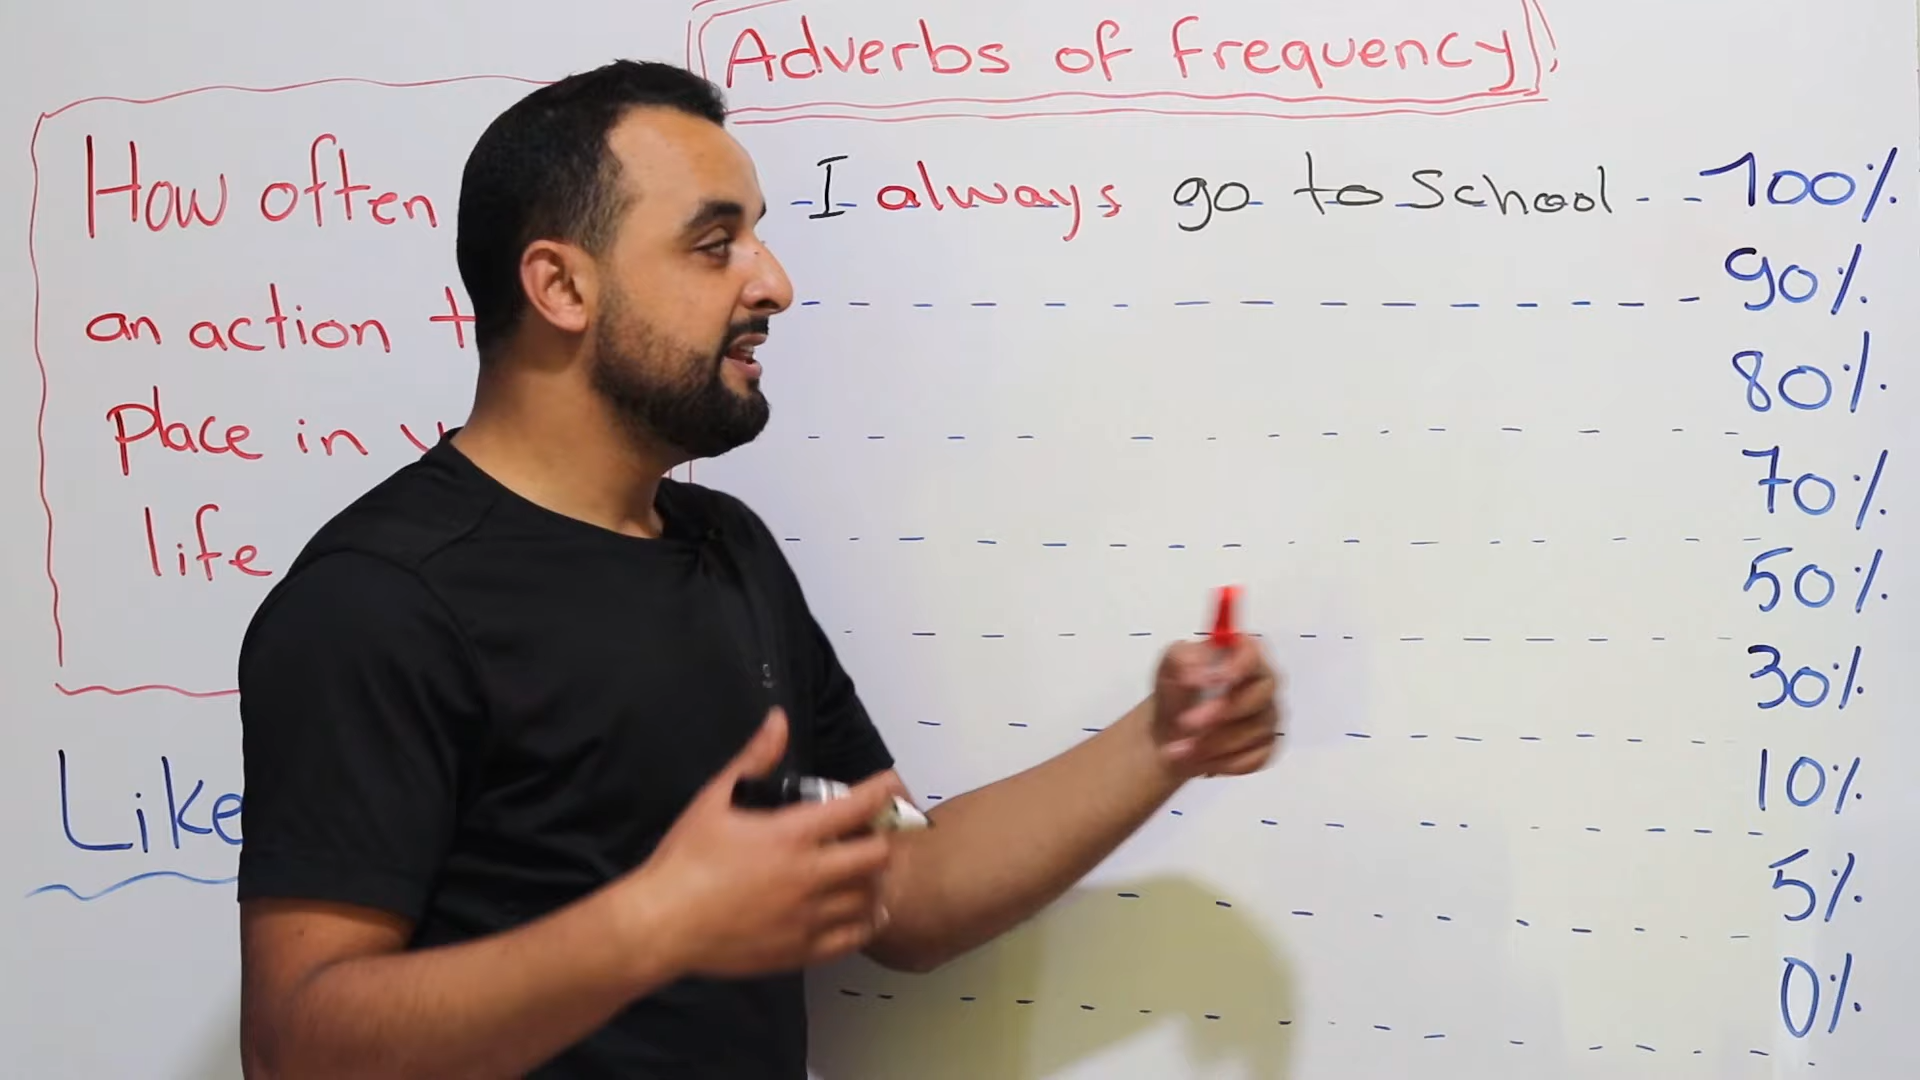 Adverbs of frequency
How often
an action
place in
life
Like
I always go to School 100%
90%
80%
70%
50%
30%
10%
5%
0%